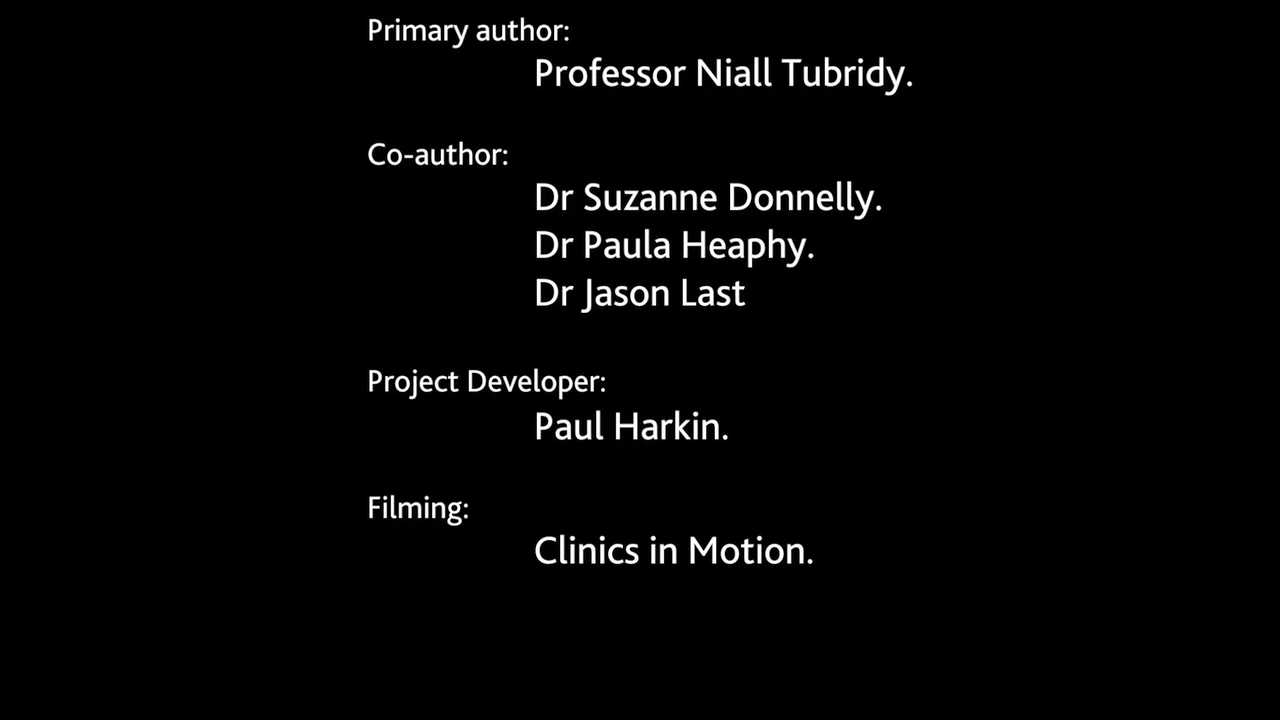 Primary author:
Professor Niall Tubridy.
Co-author:
Dr Suzanne Donnelly.
Dr Paula Heaphy.
Dr Jason Last
Project Developer:
Paul Harkin.
Filming:
Clinics in Motion.